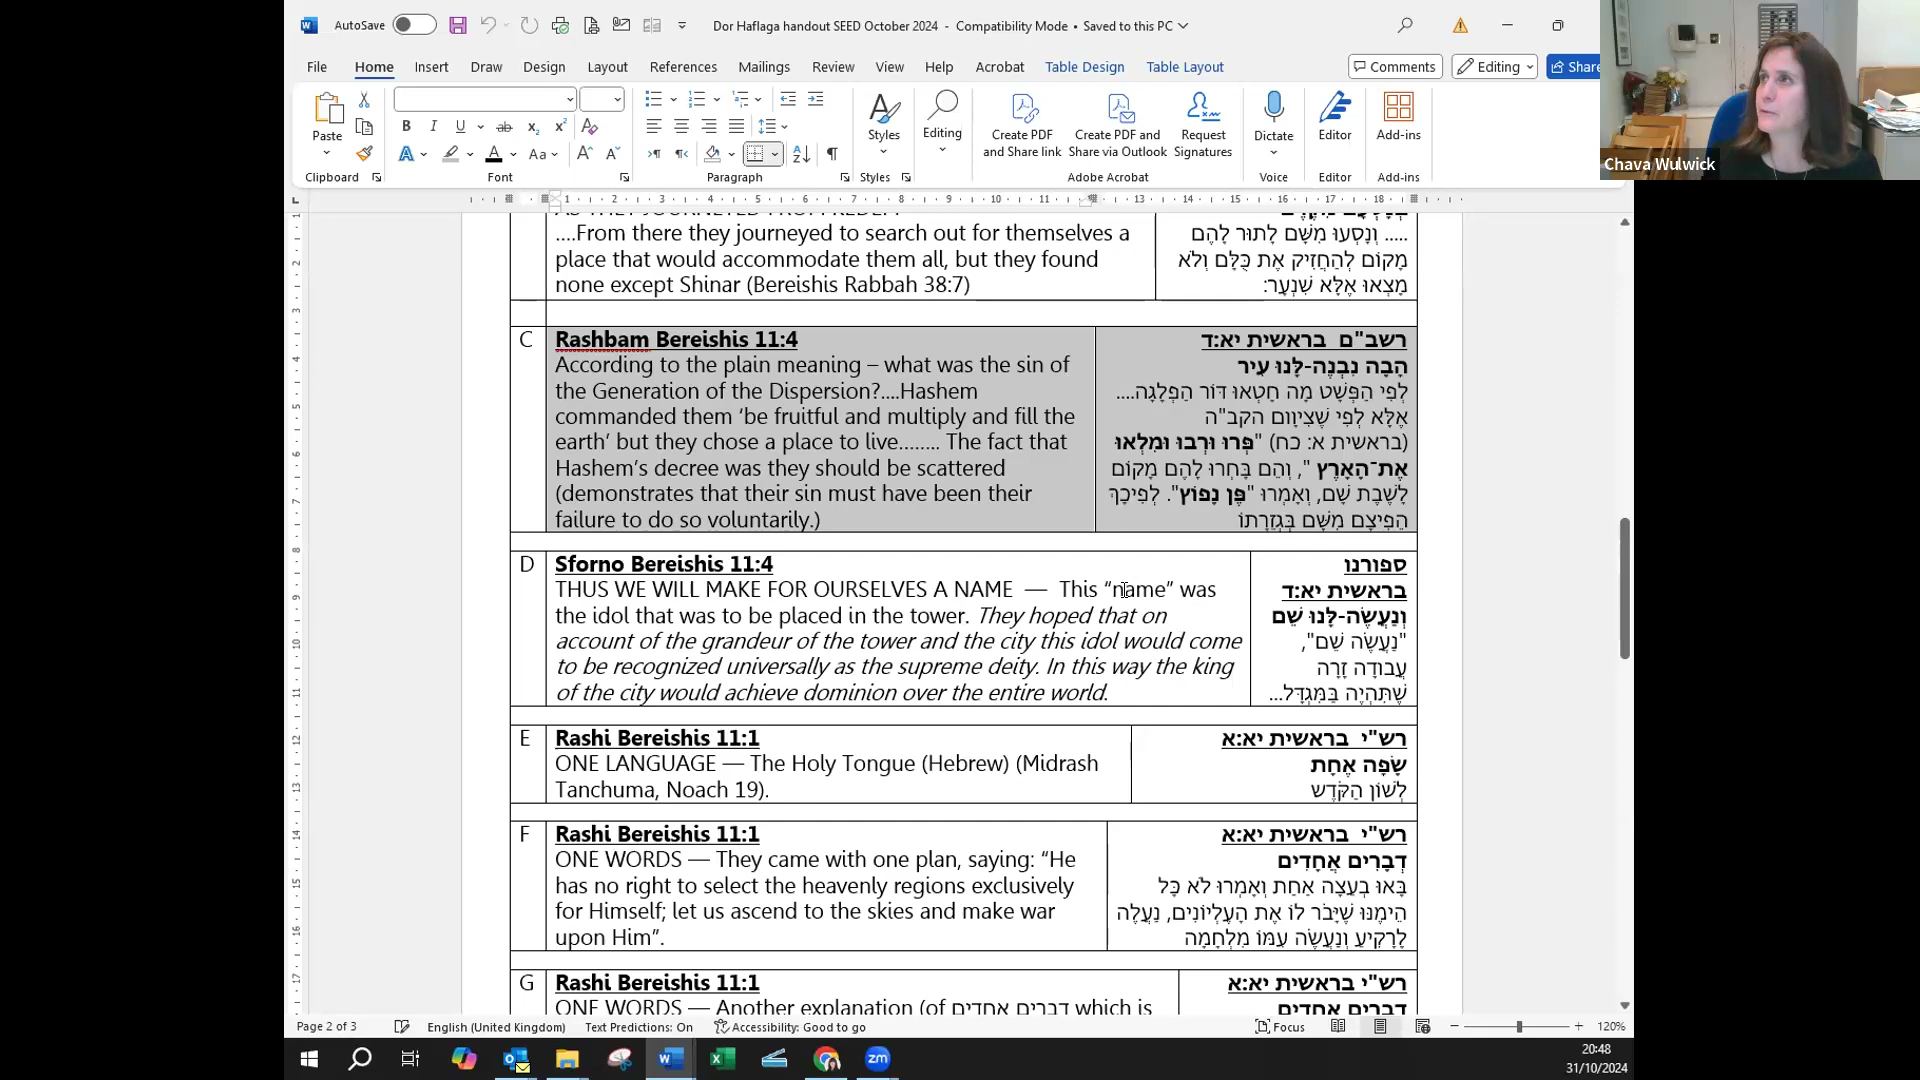 AutoSave
Dor Haflaga handout SEED October 2024 - Compatibility Mode • Saved to this PC
File Home Insert Draw Design Layout References Mailings Review View Help Acrobat Table Design Table Layout
Comments Editing Share
Paste
Clipboard
Font
Paragraph
Styles
Styles
Editing
Create PDF and Share link
Create PDF and Share via Outlook
Request Signatures
Adobe Acrobat
Dictate
Voice
Editor
Editor
Add-ins
Add-ins
Chava Wulwick
....From there they journeyed to search out for themselves a
place that would accommodate them all, but they found
none except Shinar (Bereishis Rabbah 38:7)
..... וְנָסְעוּ מִשָּׁם לָתוּר לָהֶם
מָקוֹם לְהַחֲזִיק אֶת כֻּלָּם וְלֹא
מָצְאוּ אֶלָּא שִׁנְעָר:
C
Rashbam Bereishis 11:4
According to the plain meaning – what was the sin of
the Generation of the Dispersion?....Hashem
commanded them ‘be fruitful and multiply and fill the
earth’ but they chose a place to live........ The fact that
Hashem’s decree was they should be scattered
(demonstrates that their sin must have been their
failure to do so voluntarily.)
רשב"ם בראשית יא:ד
הָבָה נִבְנֶה-לָּנוּ עִיר
לְפִי הַפְּשָׁט מֶה חָטְאוּ דּוֹר הַפְלָגָה....
אֶלָּא לְפִי שֶׁצִיוָּום הקב"ה
(בראשית א: כח) "פְּרוּ וּרְבוּ וּמִלְאוּ
אֶת־הָאָרֶץ ", וְהֵם בָּחְרוּ לָהֶם מָקוֹם
לָשֶׁבֶת שָׁם, וְאָמְרוּ "פֶּן נָפוּץ". לְפִיכָךְ
הֵפִיצָם מִשָּׁם בִּגְזֵרָתוֹ
D
Sforno Bereishis 11:4
THUS WE WILL MAKE FOR OURSELVES A NAME — This “name” was
the idol that was to be placed in the tower. They hoped that on
account of the grandeur of the tower and the city this idol would come
to be recognized universally as the supreme deity. In this way the king
of the city would achieve dominion over the entire world.
ספורנו
בראשית יא:ד
וְנַעֲשֶׂה-לָּנוּ שֵׁם
"נַעֲשֶׂה שֵׁם",
עֲבוֹדָה זָרָה
שֶׁתִּהְיֶה בַּמִּגְדָּל...
E
Rashi Bereishis 11:1
ONE LANGUAGE — The Holy Tongue (Hebrew) (Midrash
Tanchuma, Noach 19).
רש"י בראשית יא:א
שָׂפָה אֶחָת
לְשׁוֹן הַקֹּדֶשׁ
F
Rashi Bereishis 11:1
ONE WORDS — They came with one plan, saying: “He
has no right to select the heavenly regions exclusively
for Himself; let us ascend to the skies and make war
upon Him”.
רש"י בראשית יא:א
דְבָרִים אֲחָדִים
בָּאוּ בְעֵצָה אַחַת וְאָמְרוּ לֹא כָל
הֵימֶנּוּ שֶׁיָּבֹר לוֹ אֶת הָעֶלְיוֹנִים, נַעֲלֶה
לָרָקִיעַ וְנַעֲשֶׂה עִמּוֹ מִלְחָמָה
G
Rashi Bereishis 11:1
ONE WORDS — Another explanation (of דברים אחדים which is
רש"י בראשית יא:א
דְבָרִים אֲחָדִים
Page 2 of 3 English (United Kingdom) Text Predictions: On Accessibility: Good to go Focus 120%
20:48
31/10/2024